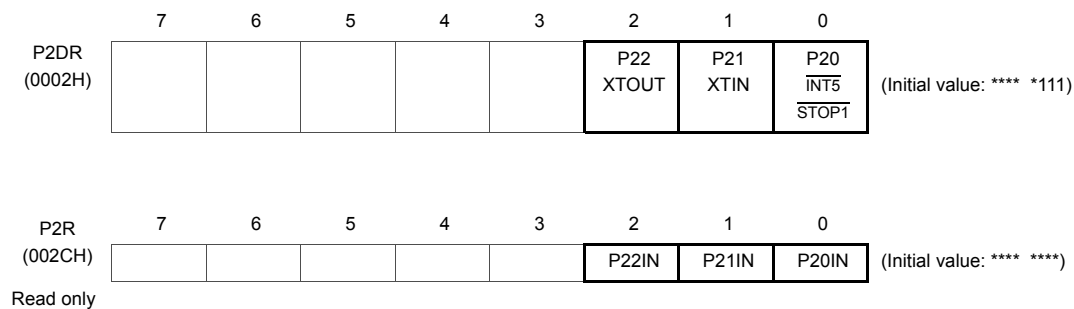 7 6 5 4 3 2 1 0
P2DR
(0002H)
P22
XTOUT
P21
XTIN
P20
INT5
STOP1
(Initial value: **** *111)
P2R
(002CH)
Read only
7 6 5 4 3 2 1 0
P22IN P21IN P20IN
(Initial value: **** ****)